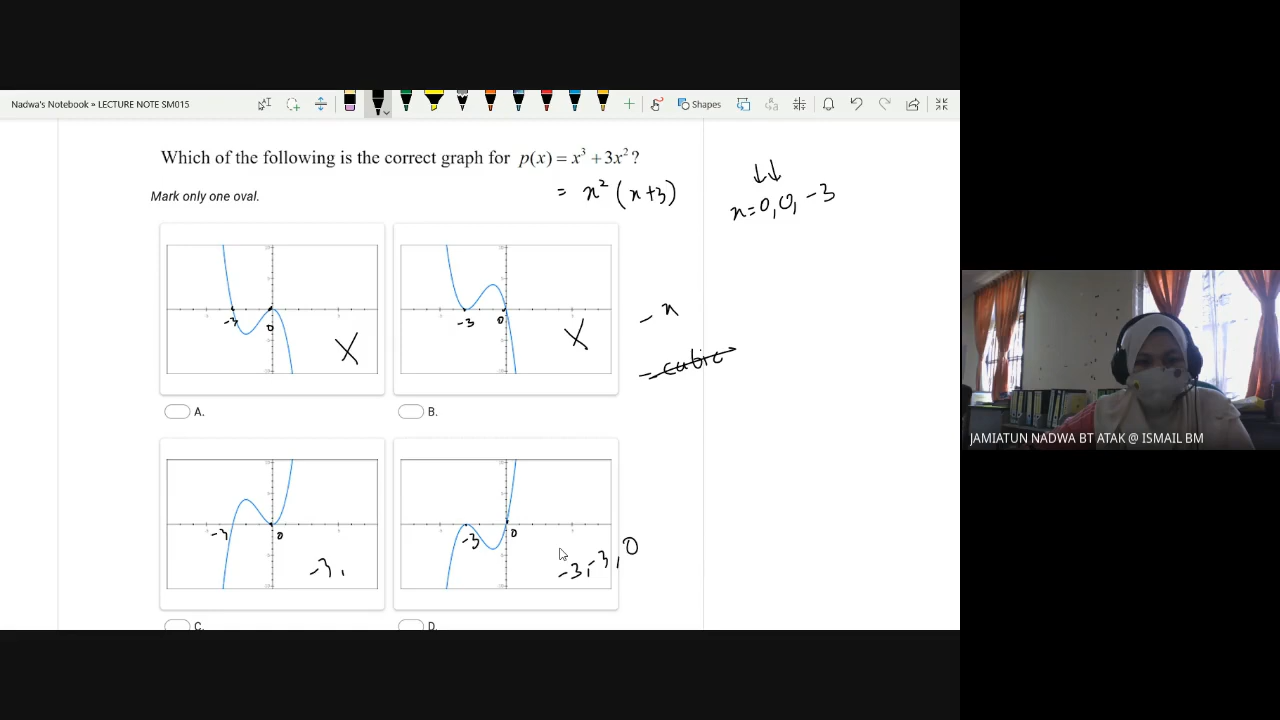 Nadwa's Notebook » LECTURE NOTE SM015
Shapes
Which of the following is the correct graph for p(x) = x³ + 3x²?
= x² (x+3)
x=0, 0, -3
Mark only one oval.
-3 0 X
-3 0 X
- x
- cubic
A.
B.
-3 0
-3,
-3 0
-3, -3, 0
C.
D.
JAMIATUN NADWA BT ATAK @ ISMAIL BM